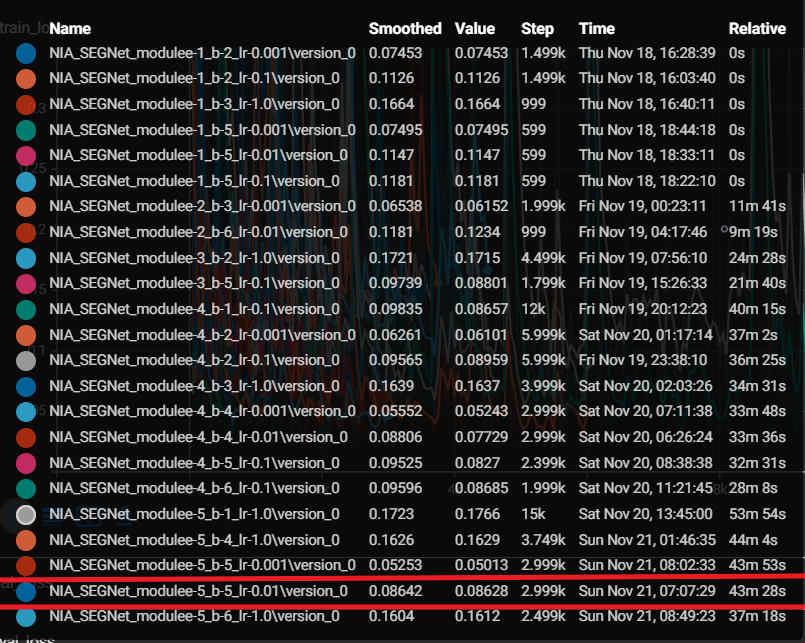 train_lo Name Smoothed Value Step Time Relative
NIA_SEGNet_modulee-1_b-2_lr-0.001\version_0 0.07453 0.07453 1.499k Thu Nov 18, 16:28:39 0s
NIA_SEGNet_modulee-1_b-2_lr-0.1\version_0 0.1126 0.1126 1.499k Thu Nov 18, 16:03:40 0s
NIA_SEGNet_modulee-1_b-3_lr-1.0\version_0 0.1664 0.1664 999 Thu Nov 18, 16:40:11 0s
NIA_SEGNet_modulee-1_b-5_lr-0.001\version_0 0.07495 0.07495 599 Thu Nov 18, 18:44:18 0s
NIA_SEGNet_modulee-1_b-5_lr-0.01\version_0 0.1147 0.1147 599 Thu Nov 18, 18:33:11 0s
NIA_SEGNet_modulee-1_b-5_lr-0.1\version_0 0.1181 0.1181 599 Thu Nov 18, 18:22:10 0s
NIA_SEGNet_modulee-2_b-3_lr-0.001\version_0 0.06538 0.06152 1.999k Fri Nov 19, 00:23:11 11m 41s
NIA_SEGNet_modulee-2_b-6_lr-0.01\version_0 0.1181 0.1234 999 Fri Nov 19, 04:17:46 9m 19s
NIA_SEGNet_modulee-3_b-2_lr-1.0\version_0 0.1721 0.1715 4.499k Fri Nov 19, 07:56:10 24m 28s
NIA_SEGNet_modulee-3_b-5_lr-0.1\version_0 0.09739 0.08801 1.799k Fri Nov 19, 15:26:33 21m 40s
NIA_SEGNet_modulee-4_b-1_lr-0.1\version_0 0.09835 0.08657 12k Fri Nov 19, 20:12:23 40m 15s
NIA_SEGNet_modulee-4_b-2_lr-0.001\version_0 0.06261 0.06101 5.999k Sat Nov 20, 01:17:14 37m 2s
NIA_SEGNet_modulee-4_b-2_lr-0.1\version_0 0.09565 0.08959 5.999k Fri Nov 19, 23:38:10 36m 25s
NIA_SEGNet_modulee-4_b-3_lr-1.0\version_0 0.1639 0.1637 3.999k Sat Nov 20, 02:03:26 34m 31s
NIA_SEGNet_modulee-4_b-4_lr-0.001\version_0 0.05552 0.05243 2.999k Sat Nov 20, 07:11:38 33m 48s
NIA_SEGNet_modulee-4_b-4_lr-0.01\version_0 0.08806 0.07729 2.999k Sat Nov 20, 06:26:24 33m 36s
NIA_SEGNet_modulee-4_b-5_lr-0.1\version_0 0.09525 0.0827 2.399k Sat Nov 20, 08:38:38 32m 31s
NIA_SEGNet_modulee-4_b-6_lr-0.1\version_0 0.09596 0.08685 1.999k Sat Nov 20, 11:21:45 28m 8s
NIA_SEGNet_modulee-5_b-1_lr-1.0\version_0 0.1723 0.1766 15k Sat Nov 20, 13:45:00 53m 54s
NIA_SEGNet_modulee-5_b-4_lr-1.0\version_0 0.1626 0.1629 3.749k Sun Nov 21, 01:46:35 44m 4s
NIA_SEGNet_modulee-5_b-5_lr-0.001\version_0 0.05253 0.05013 2.999k Sun Nov 21, 08:02:33 43m 53s
NIA_SEGNet_modulee-5_b-5_lr-0.01\version_0 0.08642 0.08628 2.999k Sun Nov 21, 07:07:29 43m 28s
NIA_SEGNet_modulee-5_b-6_lr-1.0\version_0 0.1604 0.1612 2.499k Sun Nov 21, 08:49:23 37m 18s